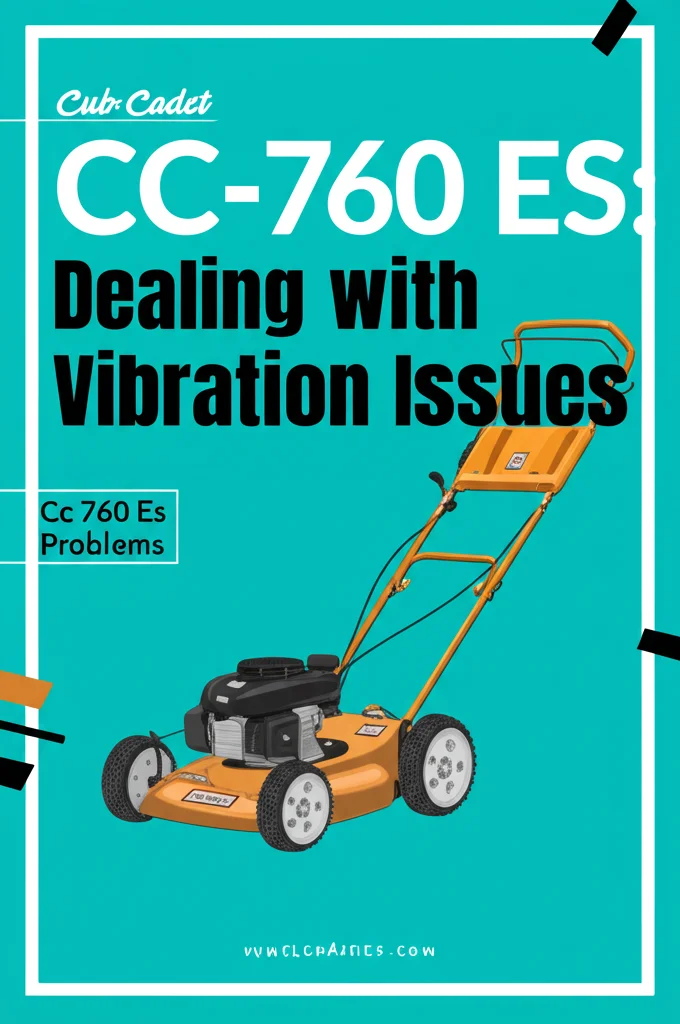 Cub Cadet
CC-760 ES:
Dealing with
Vibration Issues
Cc 760 Es
Problems